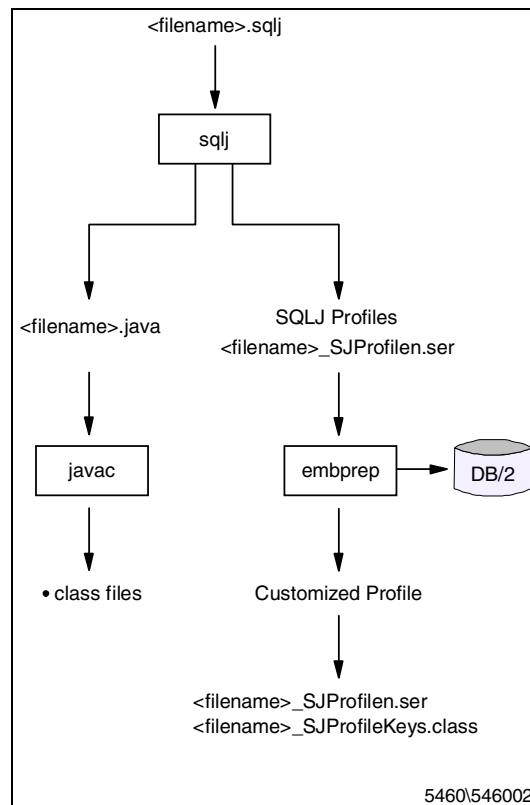 <filename>.sqlj
sqlj
<filename>.java
SQLJ Profiles
<filename>_SJProfilen.ser
javac
embprep
DB/2
• class files
Customized Profile
<filename>_SJProfilen.ser
<filename>_SJProfileKeys.class
5460\546002